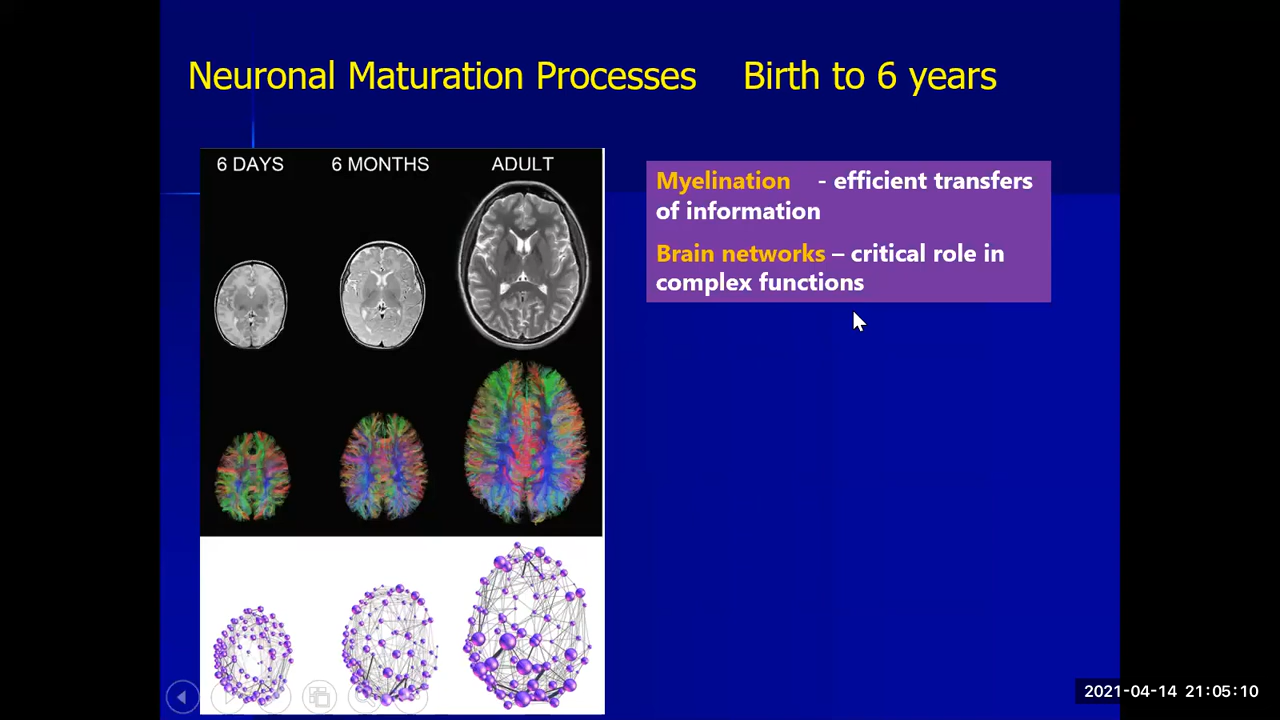 Neuronal Maturation Processes Birth to 6 years
6 DAYS 6 MONTHS ADULT
Myelination - efficient transfers
of information
Brain networks – critical role in
complex functions
2021-04-14 21:05:10